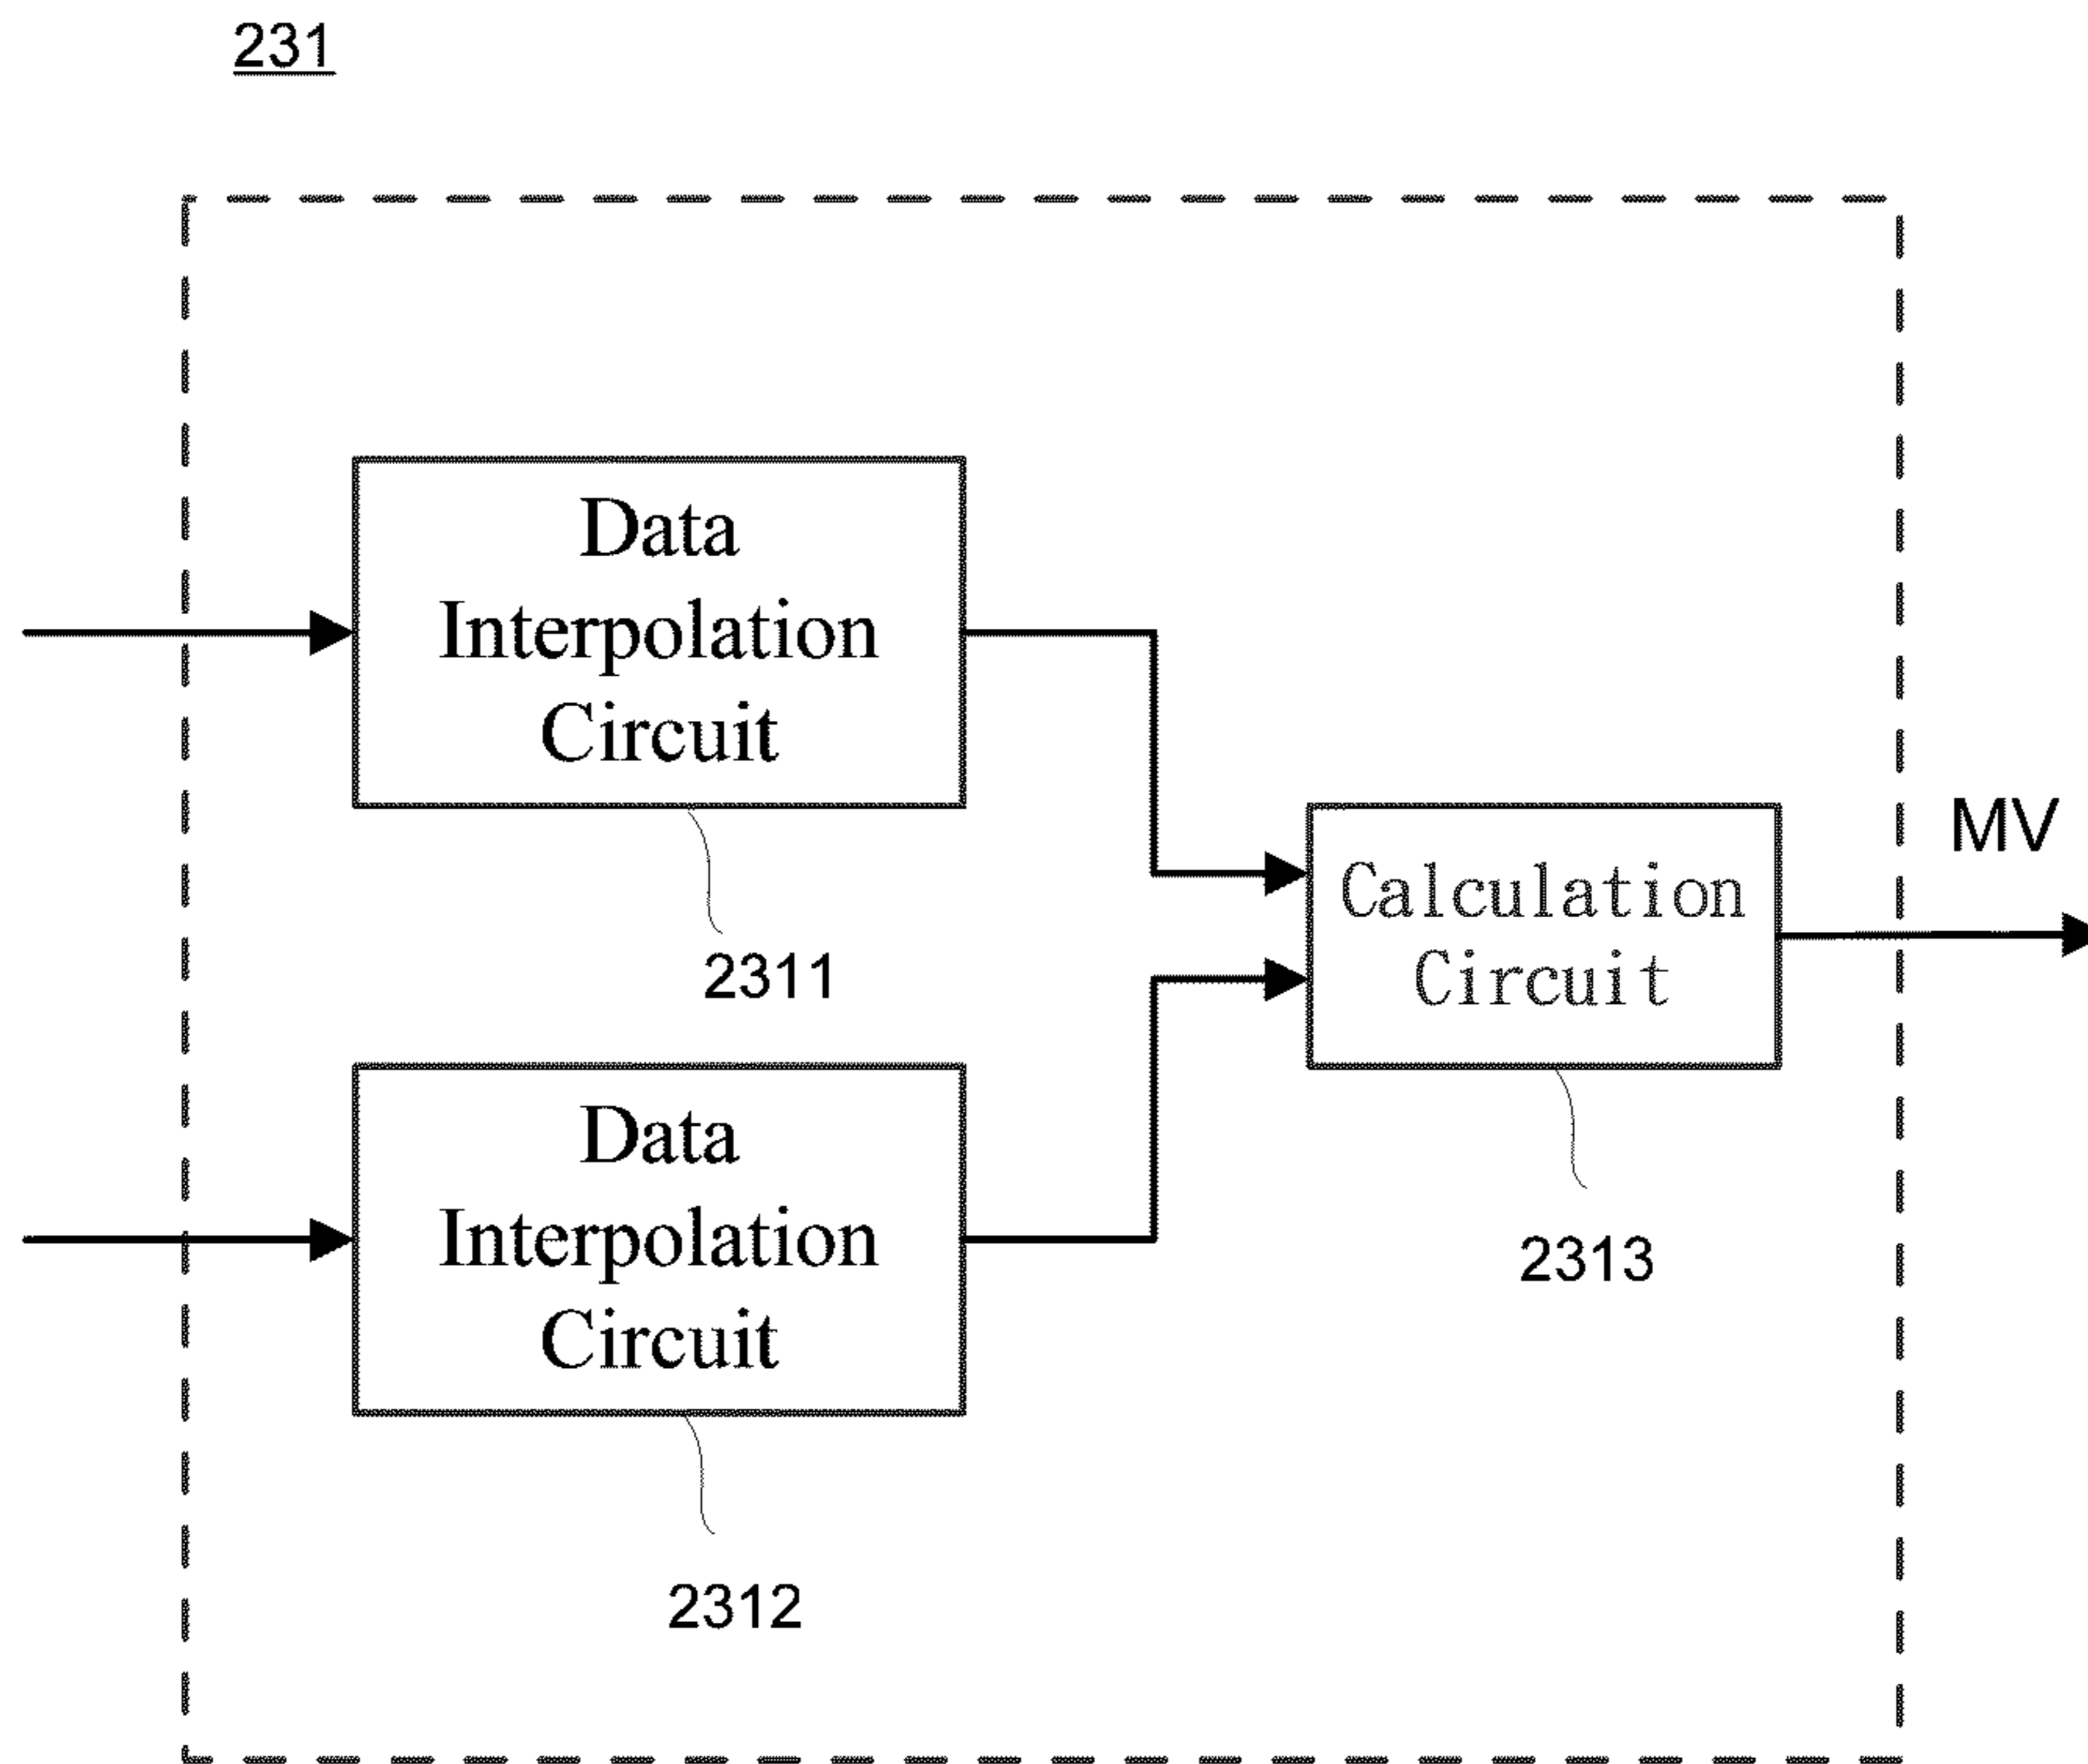 231
Data
Interpolation
Circuit
2311
MV
Calculation
Circuit
2313
Data
Interpolation
Circuit
2312